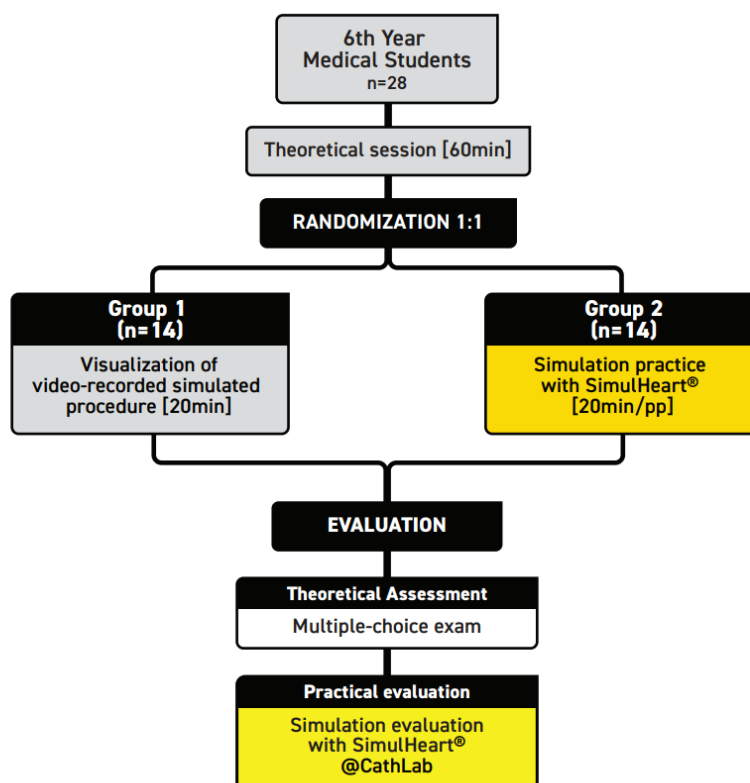 6th Year
Medical Students
n=28
Theoretical session [60min]
RANDOMIZATION 1:1
Group 1
(n=14)
Visualization of
video-recorded simulated
procedure [20min]
Group 2
(n=14)
Simulation practice
with SimulHeart®
[20min/pp]
EVALUATION
Theoretical Assessment
Multiple-choice exam
Practical evaluation
Simulation evaluation
with SimulHeart®
@CathLab